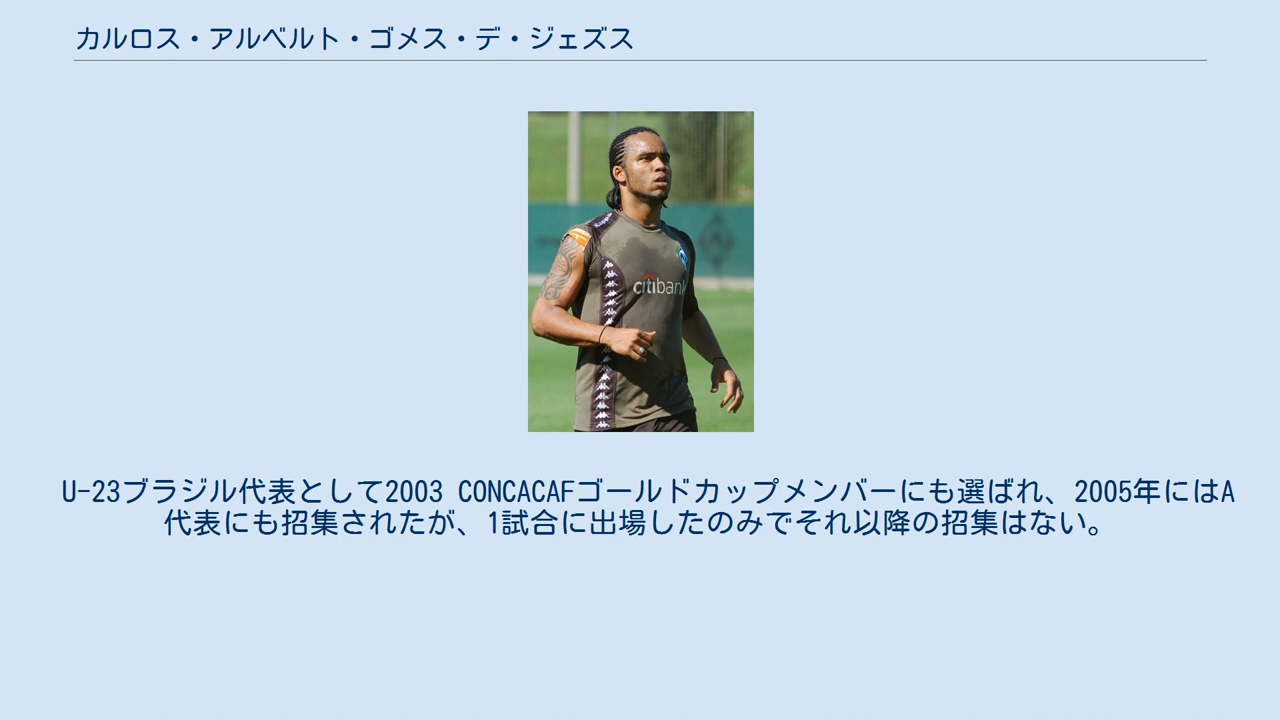 カルロス・アルベルト・ゴメス・デ・ジェズス
Kappa
citibank
U-23ブラジル代表として2003 CONCACAFゴールドカップメンバーにも選ばれ、2005年にはA
代表にも招集されたが、1試合に出場したのみでそれ以降の招集はない。